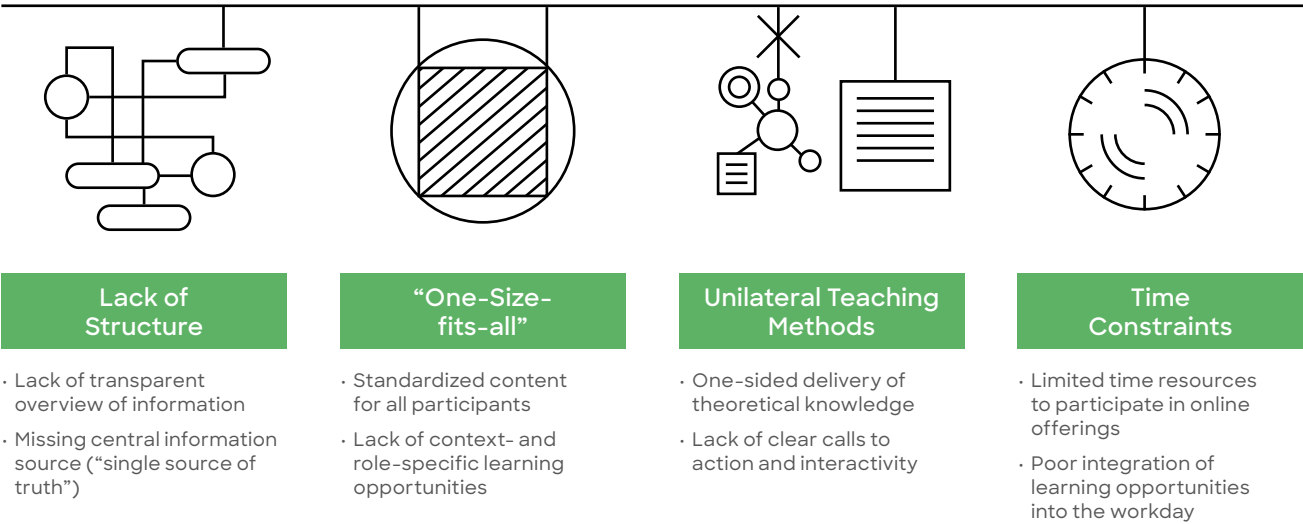 Lack of
Structure
· Lack of transparent
overview of information
· Missing central information
source (“single source of
truth”)
“One-Size-
fits-all”
· Standardized content
for all participants
· Lack of context- and
role-specific learning
opportunities
Unilateral Teaching
Methods
· One-sided delivery of
theoretical knowledge
· Lack of clear calls to
action and interactivity
Time
Constraints
· Limited time resources
to participate in online
offerings
· Poor integration of
learning opportunities
into the workday